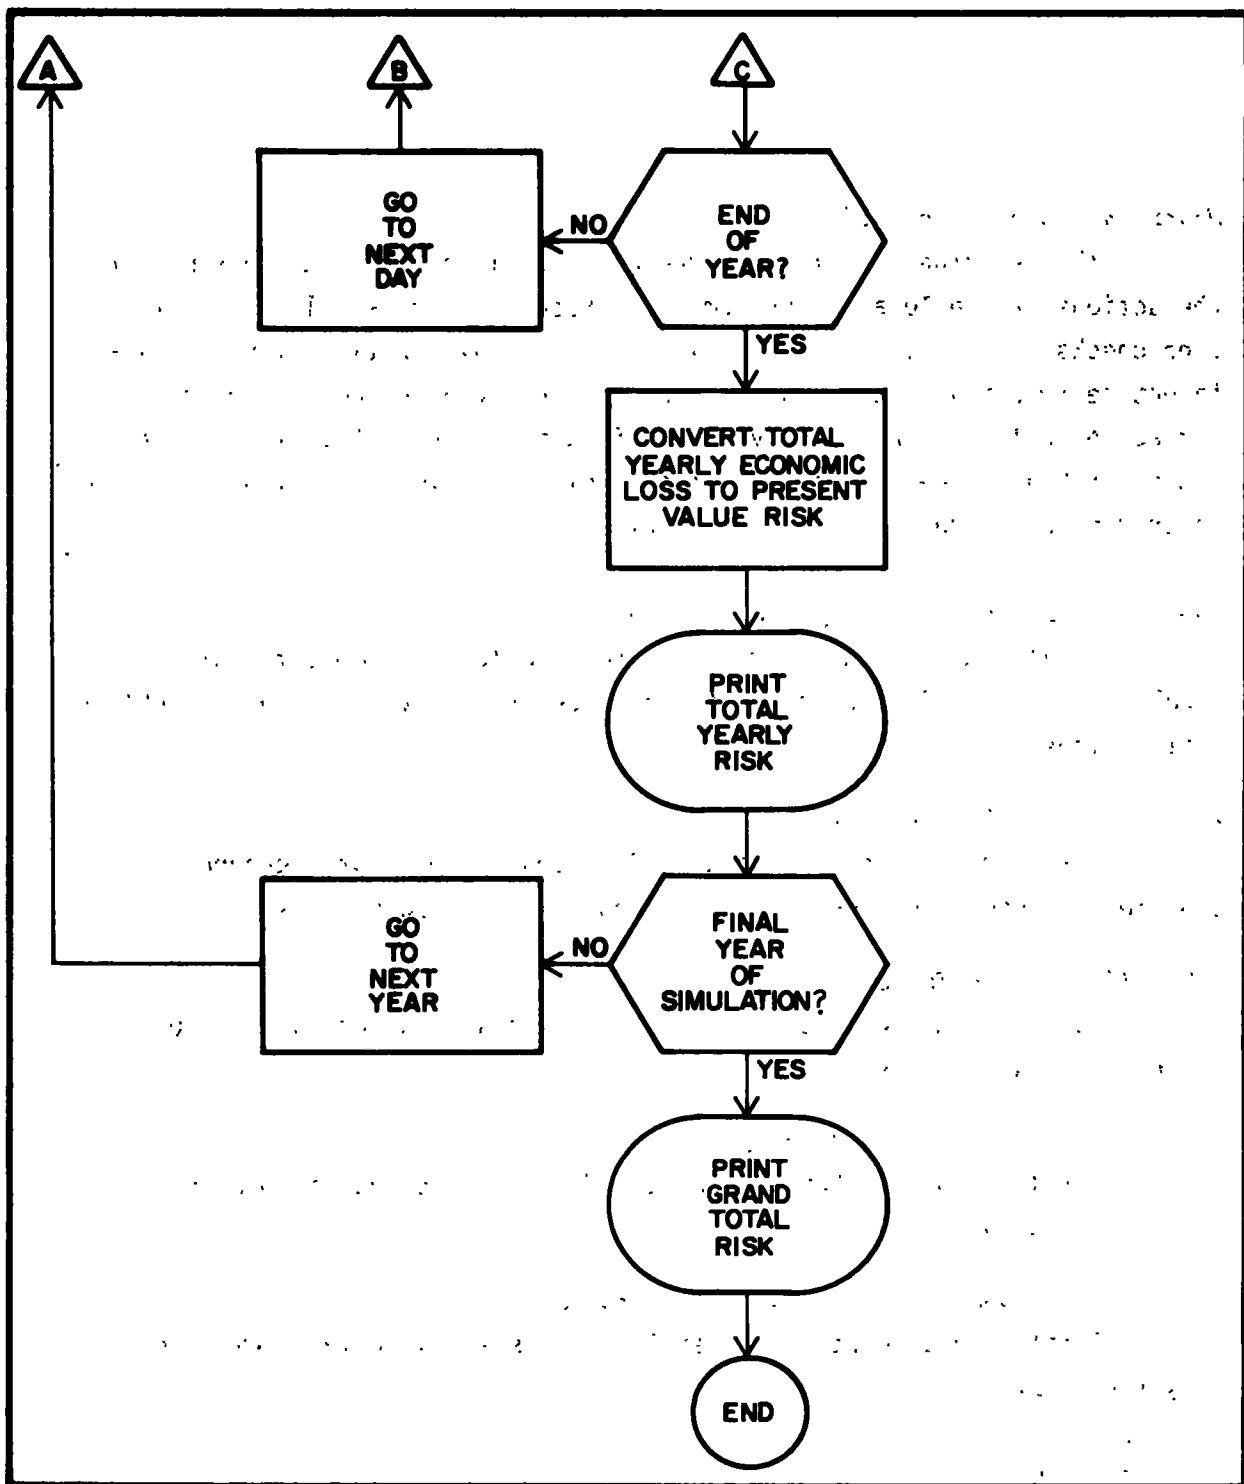 A
B
C
GO
TO
NEXT
DAY
NO
END
OF
YEAR?
YES
CONVERT TOTAL
YEARLY ECONOMIC
LOSS TO PRESENT
VALUE RISK
PRINT
TOTAL
YEARLY
RISK
GO
TO
NEXT
YEAR
NO
FINAL
YEAR
OF
SIMULATION?
YES
PRINT
GRAND
TOTAL
RISK
END